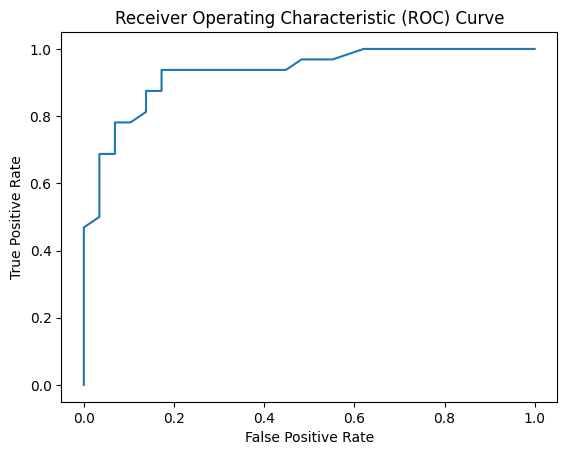 Receiver Operating Characteristic (ROC) Curve
1.0
0.8
0.6
0.4
0.2
0.0
True Positive Rate
0.0 0.2 0.4 0.6 0.8 1.0
False Positive Rate